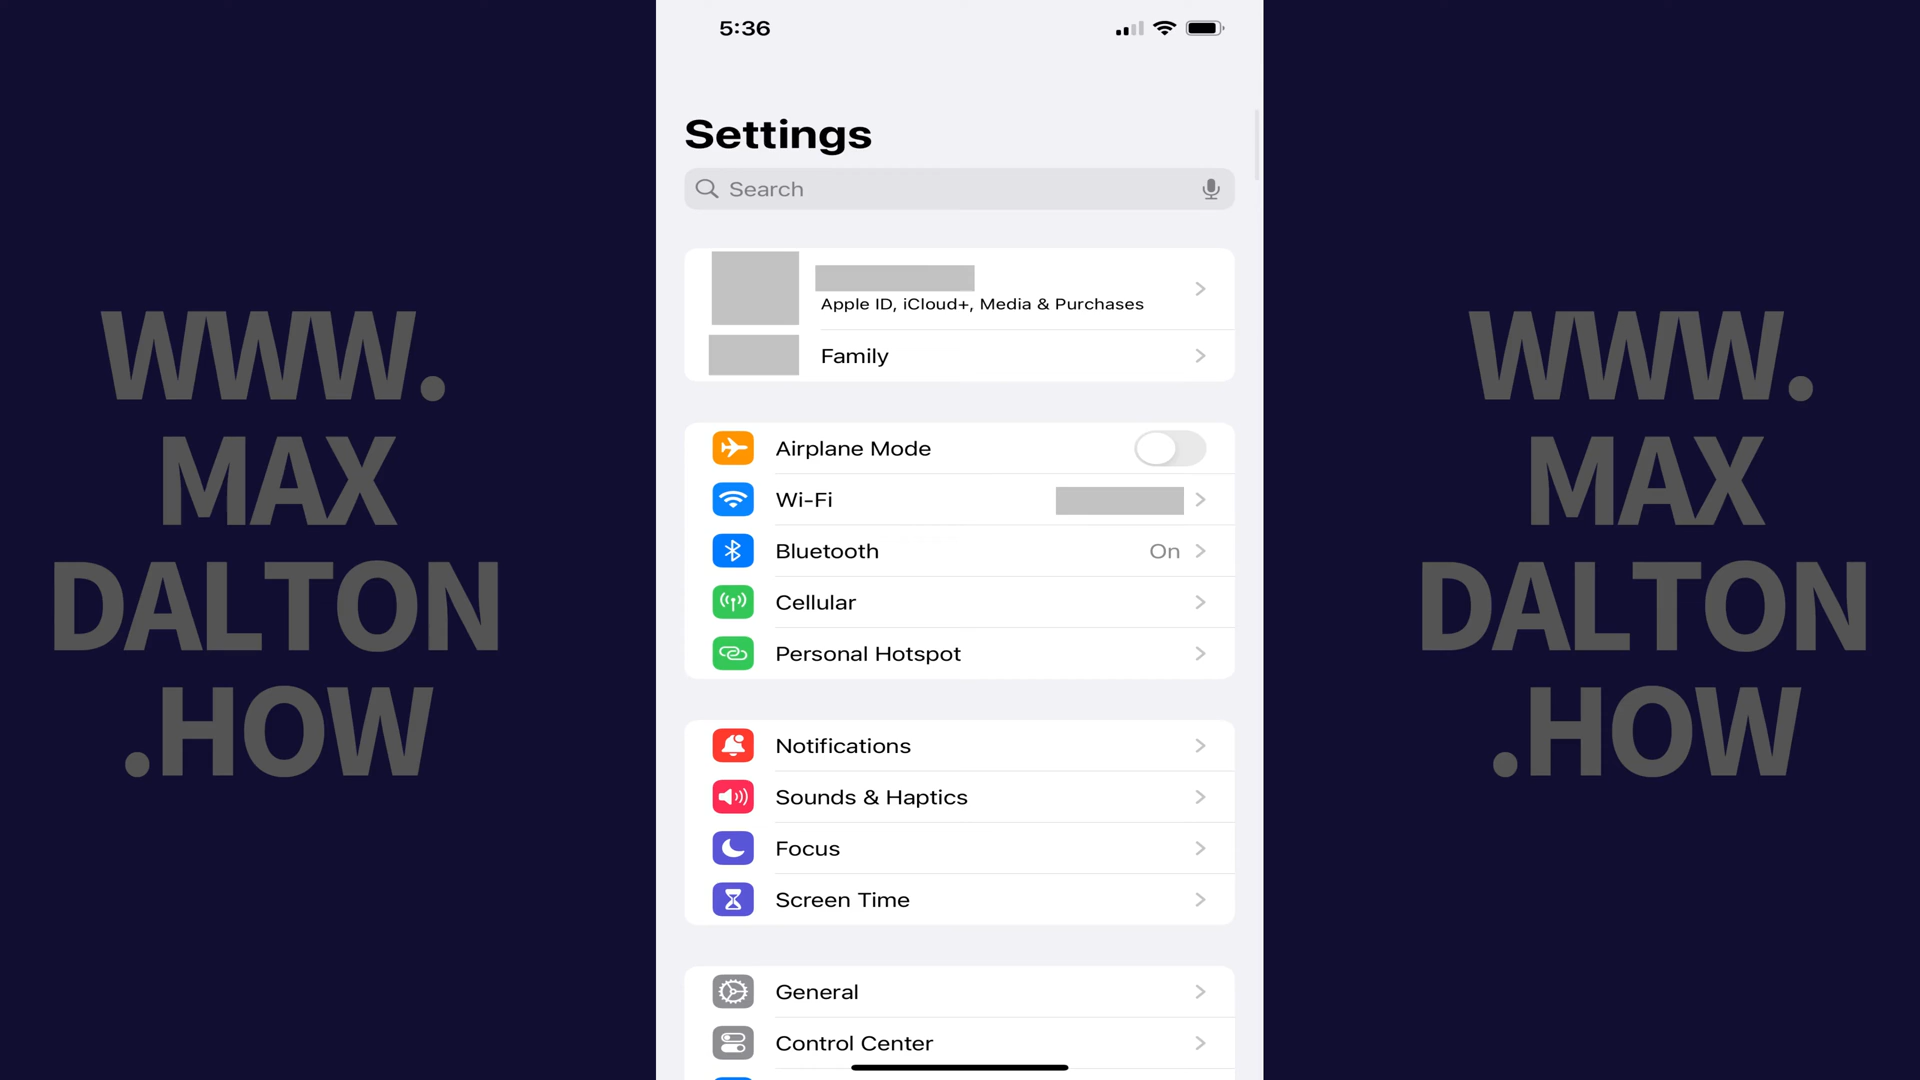 5:36
Settings
Search
Apple ID, iCloud+, Media & Purchases
Family
Airplane Mode
Wi-Fi
Bluetooth On
Cellular
Personal Hotspot
Notifications
Sounds & Haptics
Focus
Screen Time
General
Control Center
WWW.
MAX
DALTON
.HOW
WWW.
MAX
DALTON
.HOW